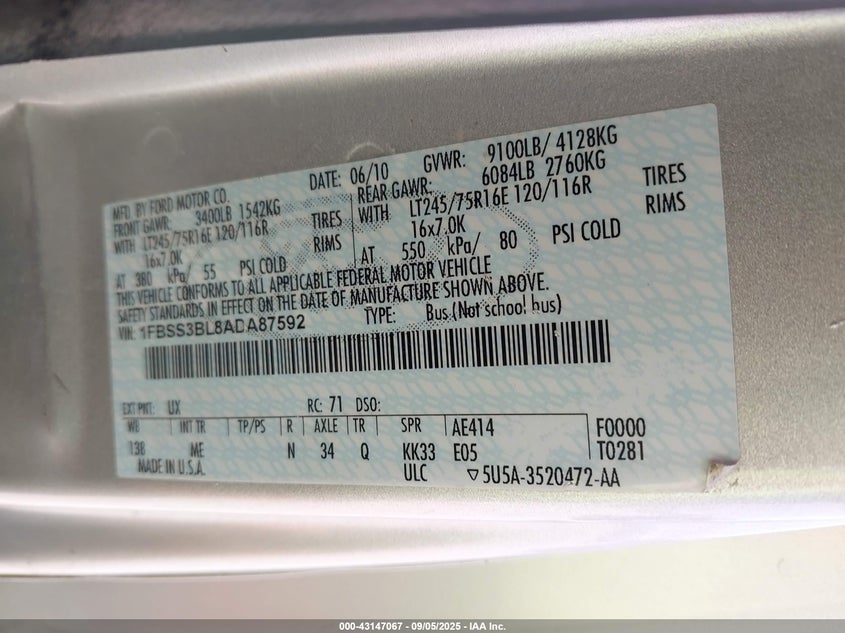 MFD. BY FORD MOTOR CO. DATE: 06/10 GVWR: 9100LB/ 4128KG
FRONT GAWR: 3400LB 1542KG REAR GAWR: 6084LB 2760KG
WITH LT245/75R16E 120/116R TIRES WITH LT245/75R16E 120/116R TIRES
16x7.0K RIMS 16x7.0K RIMS
AT 380 kPa/ 55 PSI COLD AT 550 kPa/ 80 PSI COLD
THIS VEHICLE CONFORMS TO ALL APPLICABLE FEDERAL MOTOR VEHICLE
SAFETY STANDARDS IN EFFECT ON THE DATE OF MANUFACTURE SHOWN ABOVE.
VIN: 1FBSS3BL8ADA87592 TYPE: Bus (Not school bus)
EXT PNT: UX RC: 71 DSO:
WB INT TR TP/PS R AXLE TR SPR AE414 F0000
138 ME N 34 Q KK33 E05 T0281
MADE IN U.S.A. ULC ▽5U5A-3520472-AA
000-43147067 - 09/05/2025 - IAA Inc.